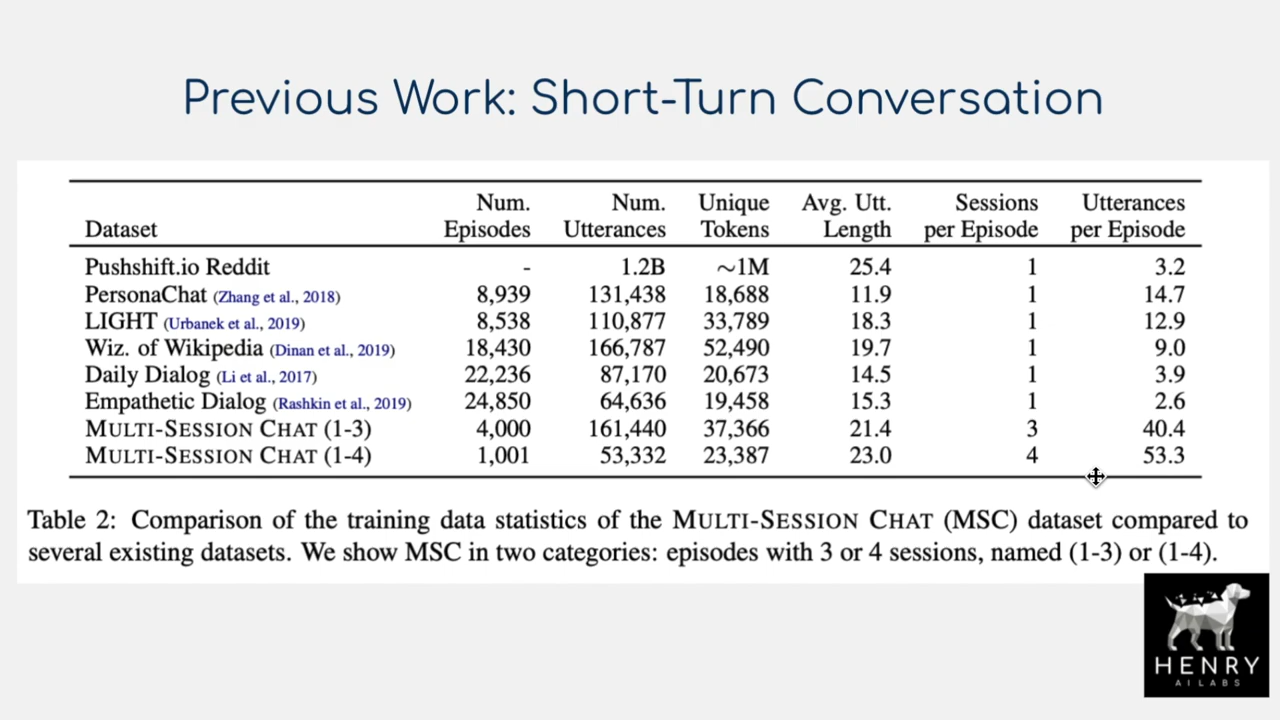 Previous Work: Short-Turn Conversation
Num. Num. Unique Avg. Utt. Sessions Utterances
Dataset Episodes Utterances Tokens Length per Episode per Episode
Pushshift.io Reddit - 1.2B ~1M 25.4 1 3.2
PersonaChat (Zhang et al., 2018) 8,939 131,438 18,688 11.9 1 14.7
LIGHT (Urbanek et al., 2019) 8,538 110,877 33,789 18.3 1 12.9
Wiz. of Wikipedia (Dinan et al., 2019) 18,430 166,787 52,490 19.7 1 9.0
Daily Dialog (Li et al., 2017) 22,236 87,170 20,673 14.5 1 3.9
Empathetic Dialog (Rashkin et al., 2019) 24,850 64,636 19,458 15.3 1 2.6
MULTI-SESSION CHAT (1-3) 4,000 161,440 37,366 21.4 3 40.4
MULTI-SESSION CHAT (1-4) 1,001 53,332 23,387 23.0 4 53.3
Table 2: Comparison of the training data statistics of the MULTI-SESSION CHAT (MSC) dataset compared to
several existing datasets. We show MSC in two categories: episodes with 3 or 4 sessions, named (1-3) or (1-4).
HENRY
AI LABS